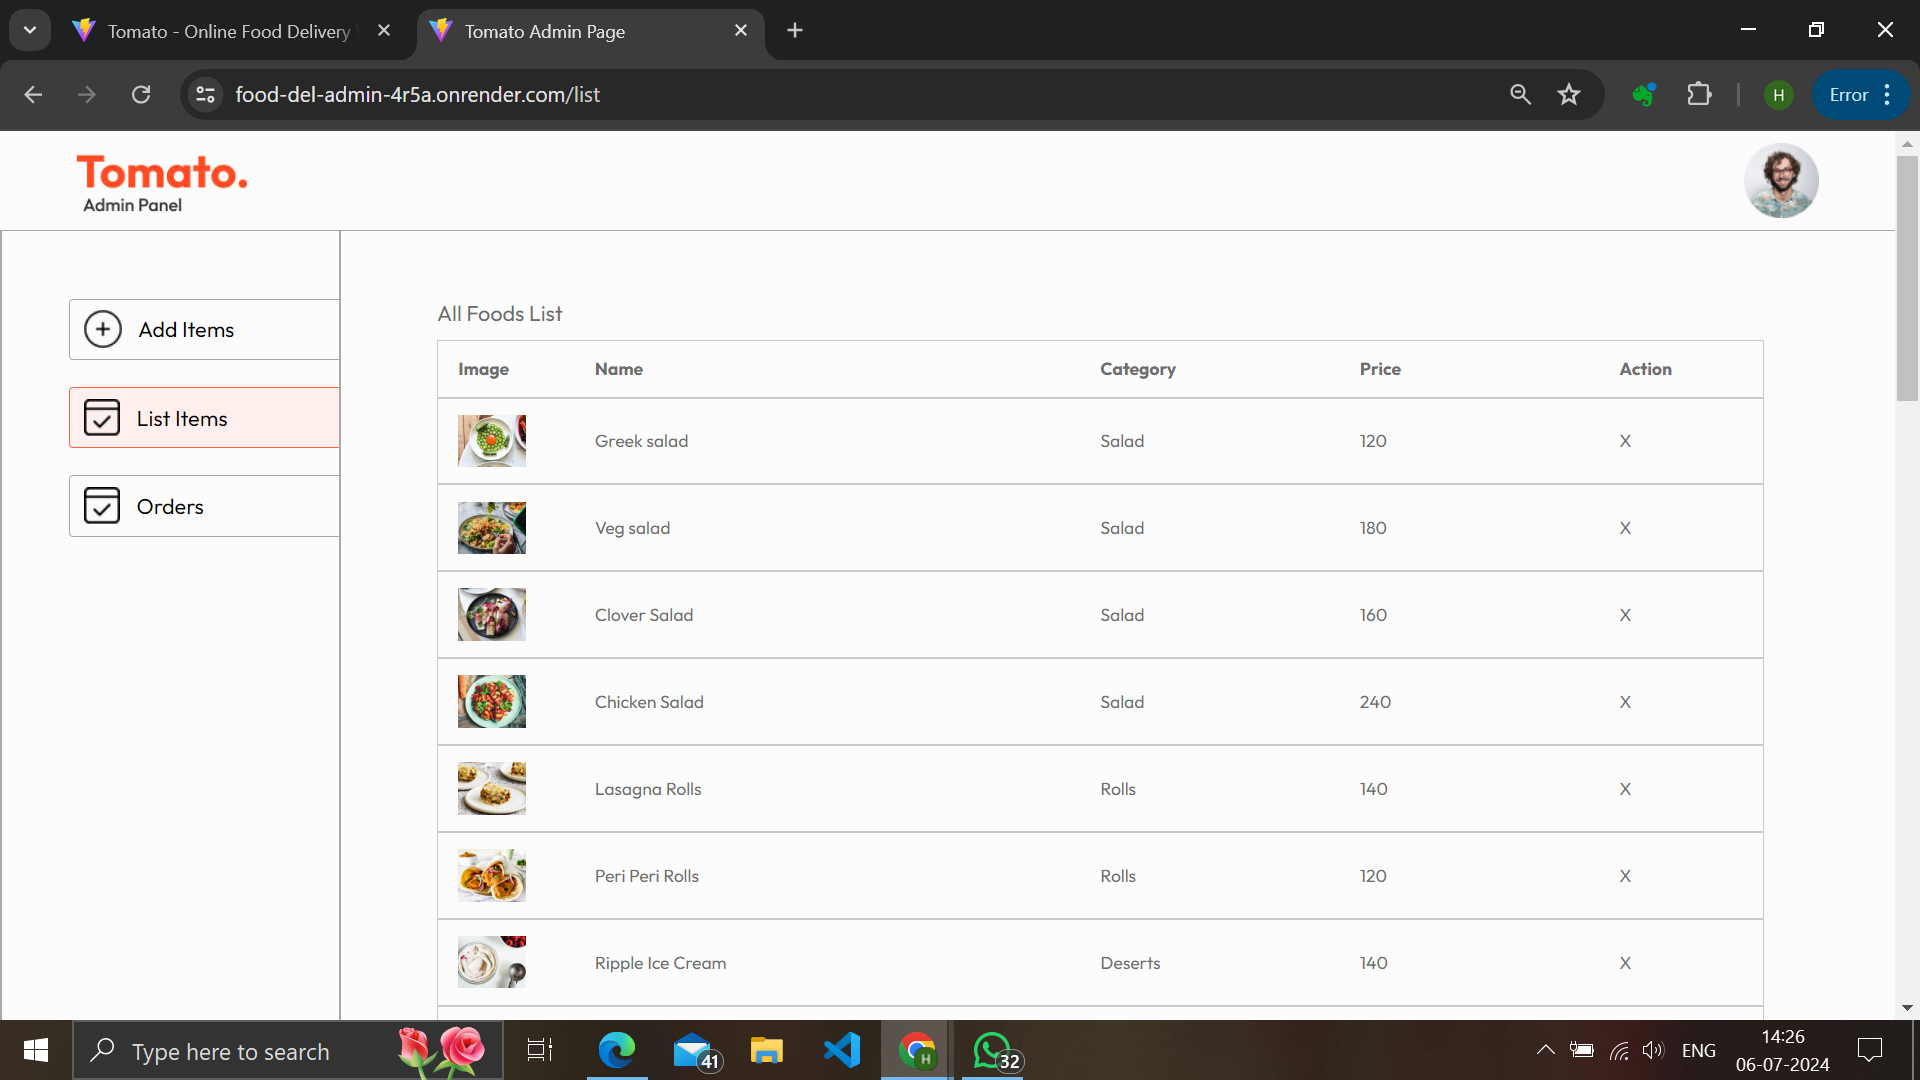 Tomato - Online Food Delivery
Tomato Admin Page
food-del-admin-4r5a.onrender.com/list
H
Error
Tomato.
Admin Panel
Add Items
List Items
Orders
All Foods List
Image Name Category Price Action
Greek salad Salad 120 X
Veg salad Salad 180 X
Clover Salad Salad 160 X
Chicken Salad Salad 240 X
Lasagna Rolls Rolls 140 X
Peri Peri Rolls Rolls 120 X
Ripple Ice Cream Deserts 140 X
Type here to search
41
H
32
ENG
14:26
06-07-2024